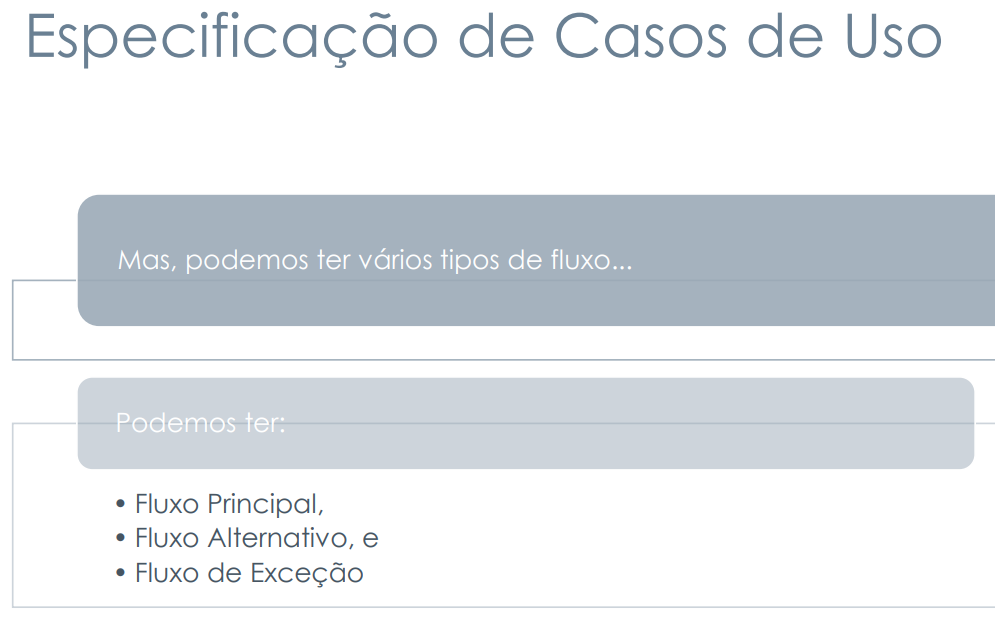 Especificação de Casos de Uso
Mas, podemos ter vários tipos de fluxo...
Podemos ter:
• Fluxo Principal,
• Fluxo Alternativo, e
• Fluxo de Exceção